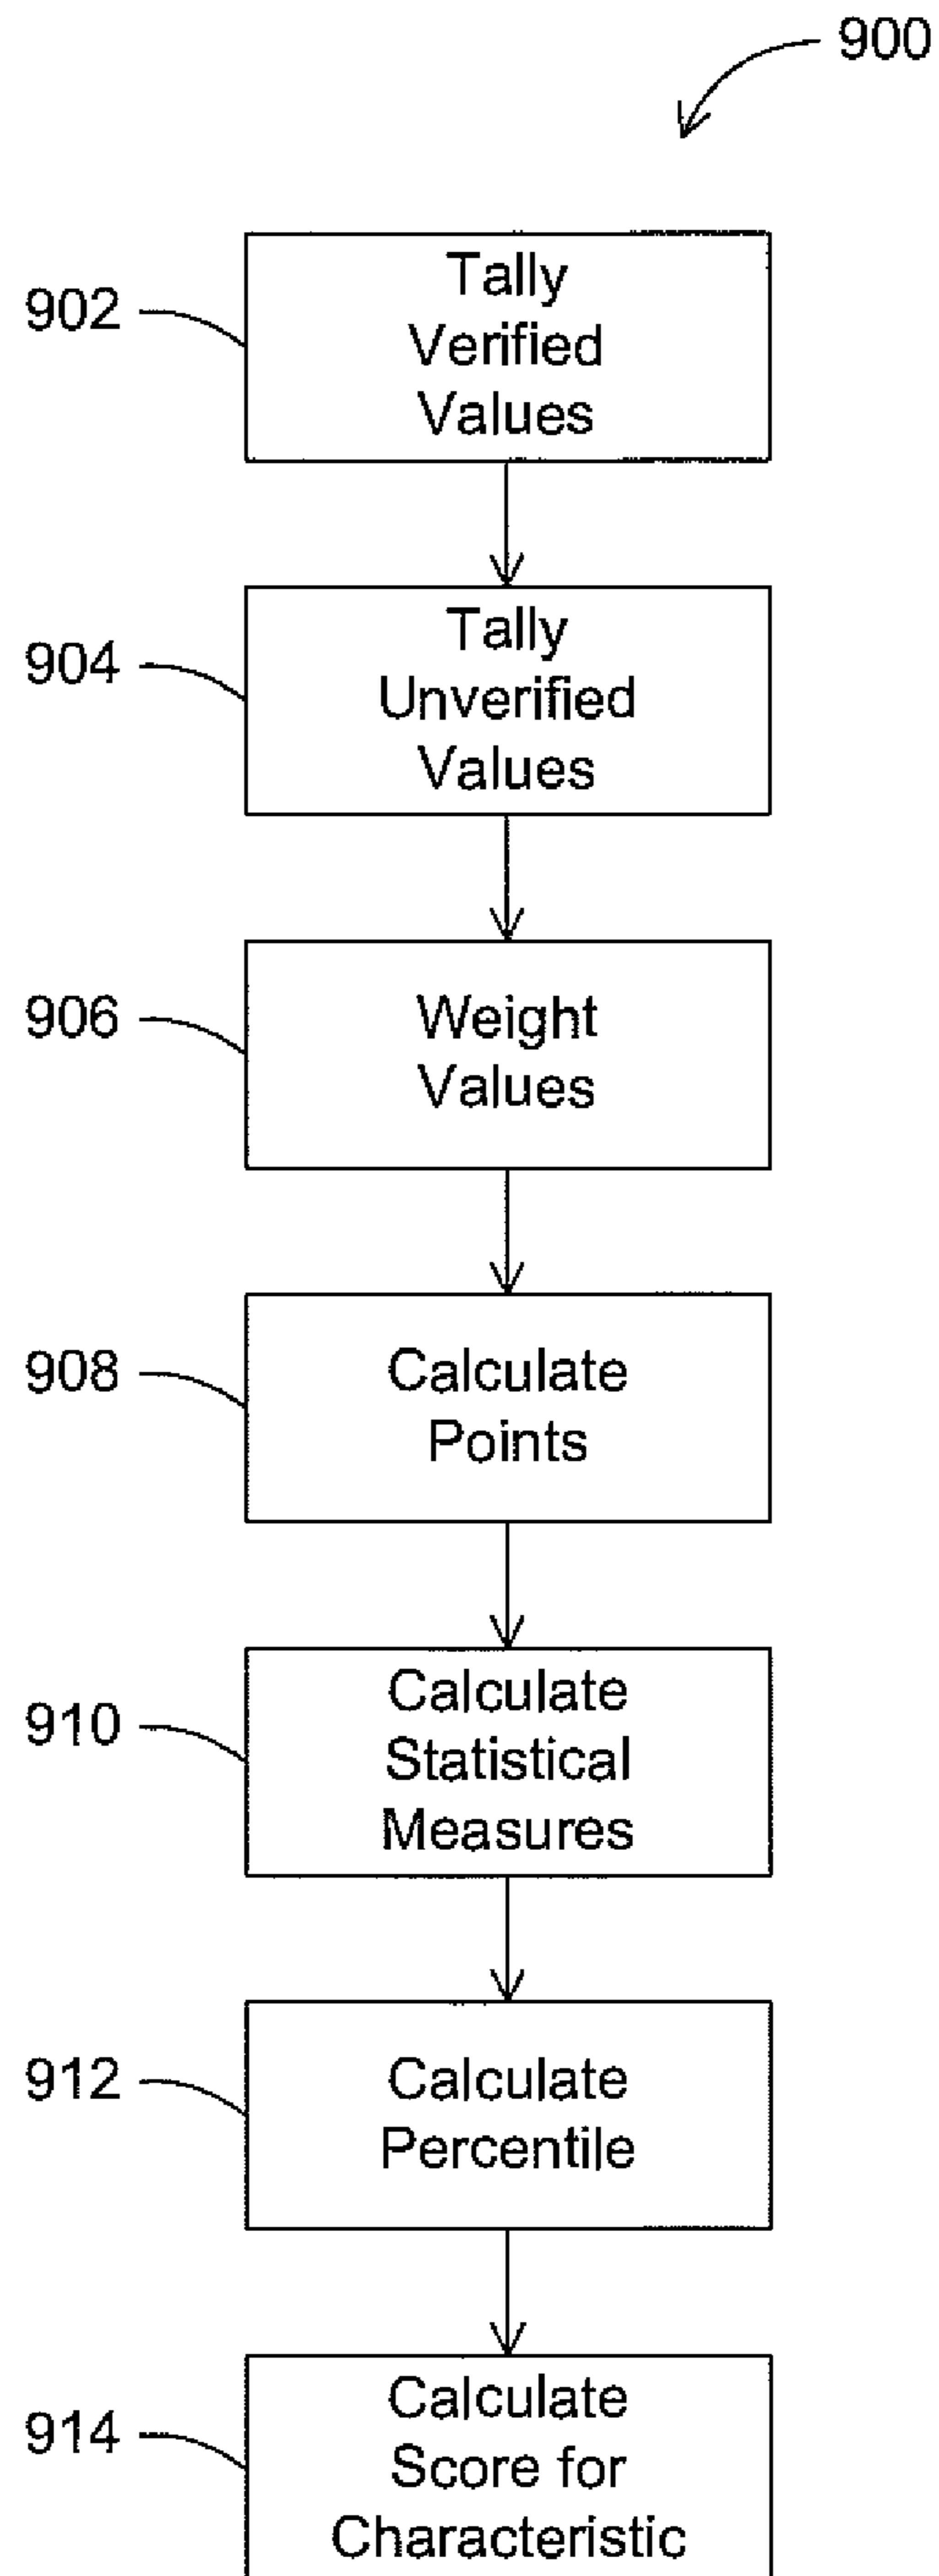 900
902
Tally
Verified
Values
904
Tally
Unverified
Values
906
Weight
Values
908
Calculate
Points
910
Calculate
Statistical
Measures
912
Calculate
Percentile
914
Calculate
Score for
Characteristic